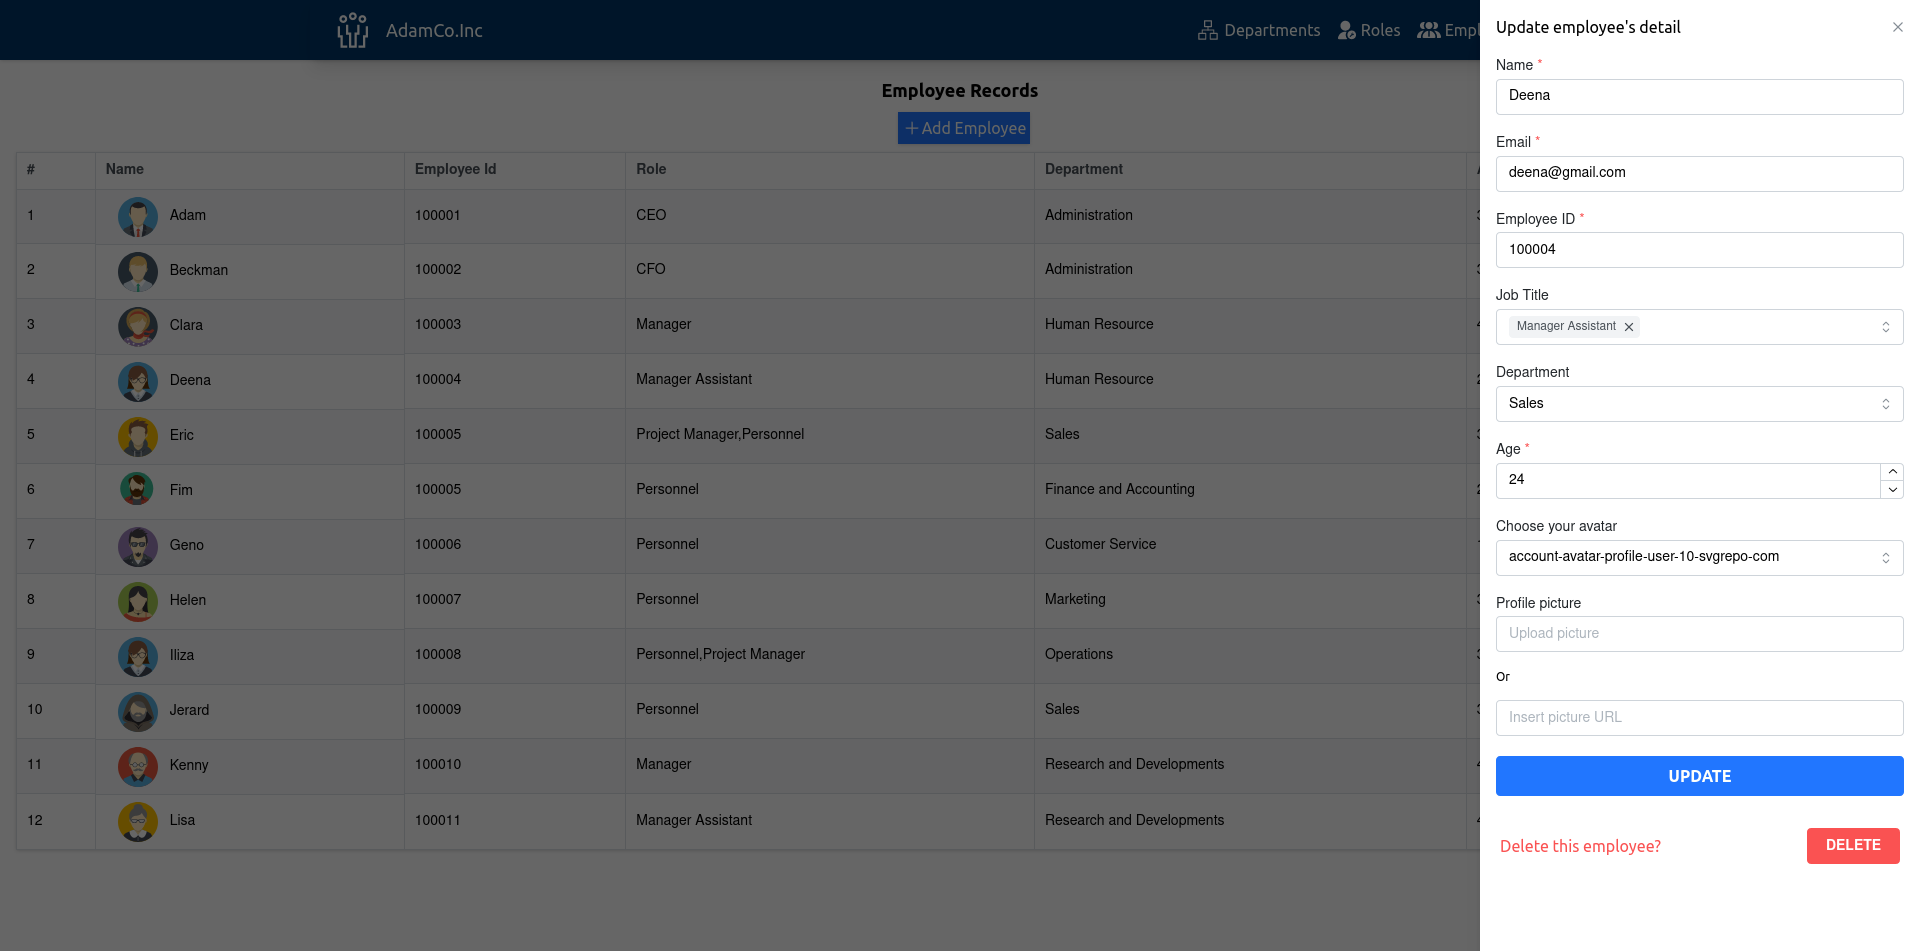 AdamCo.Inc
Departments Roles Empl
Employee Records
+ Add Employee
# Name Employee Id Role Department
1 Adam 100001 CEO Administration
2 Beckman 100002 CFO Administration
3 Clara 100003 Manager Human Resource
4 Deena 100004 Manager Assistant Human Resource
5 Eric 100005 Project Manager,Personnel Sales
6 Fim 100005 Personnel Finance and Accounting
7 Geno 100006 Personnel Customer Service
8 Helen 100007 Personnel Marketing
9 Iliza 100008 Personnel,Project Manager Operations
10 Jerard 100009 Personnel Sales
11 Kenny 100010 Manager Research and Developments
12 Lisa 100011 Manager Assistant Research and Developments
Update employee's detail
Name *
Deena
Email *
deena@gmail.com
Employee ID *
100004
Job Title
Manager Assistant
Department
Sales
Age *
24
Choose your avatar
account-avatar-profile-user-10-svgrepo-com
Profile picture
Upload picture
Or
Insert picture URL
UPDATE
Delete this employee? DELETE